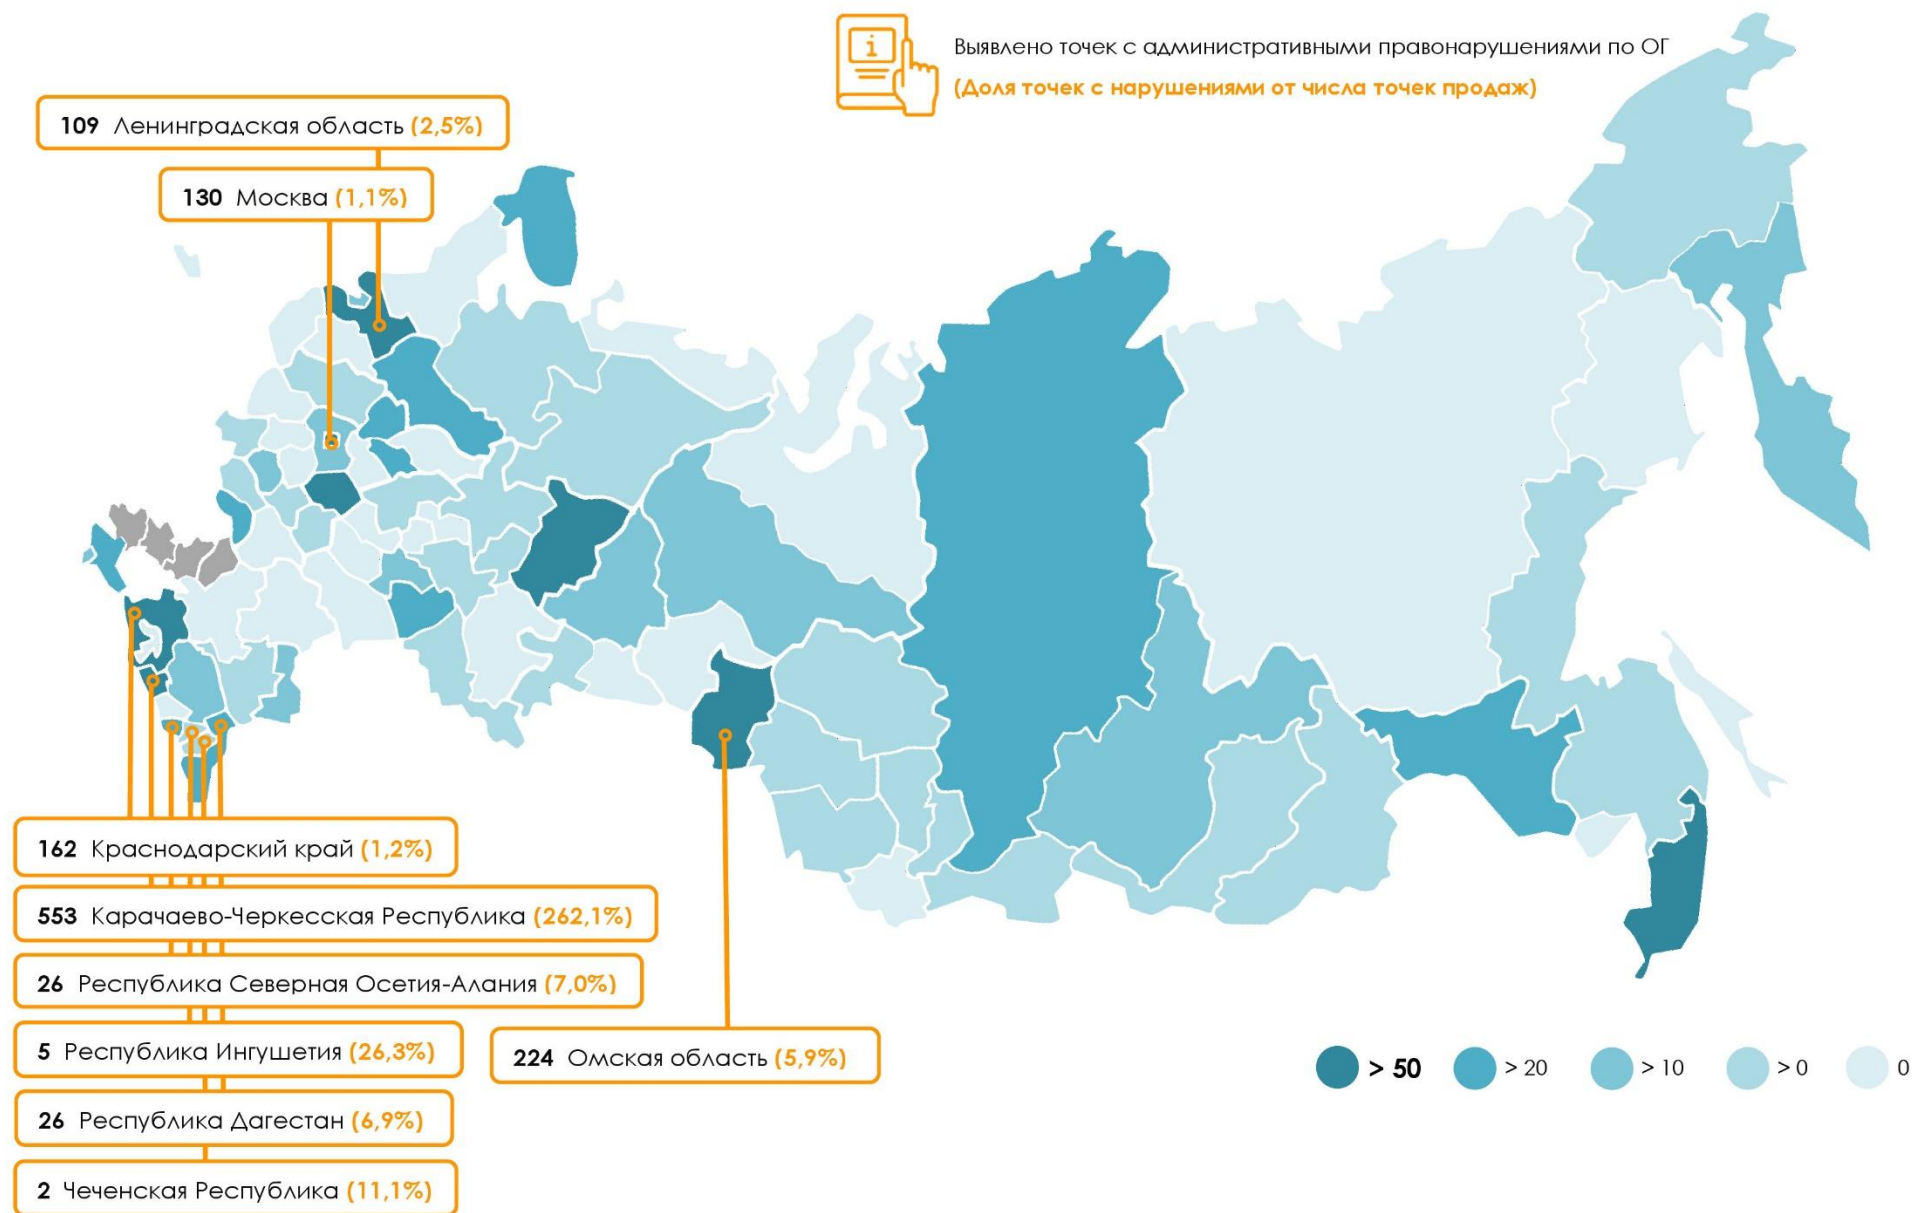 Выявлено точек с административными правонарушениями по ОГ
(Доля точек с нарушениями от числа точек продаж)
109 Ленинградская область (2,5%)
130 Москва (1,1%)
162 Краснодарский край (1,2%)
553 Карачаево-Черкесская Республика (262,1%)
26 Республика Северная Осетия-Алания (7,0%)
5 Республика Ингушетия (26,3%)
224 Омская область (5,9%)
26 Республика Дагестан (6,9%)
2 Чеченская Республика (11,1%)
> 50 > 20 > 10 > 0 0